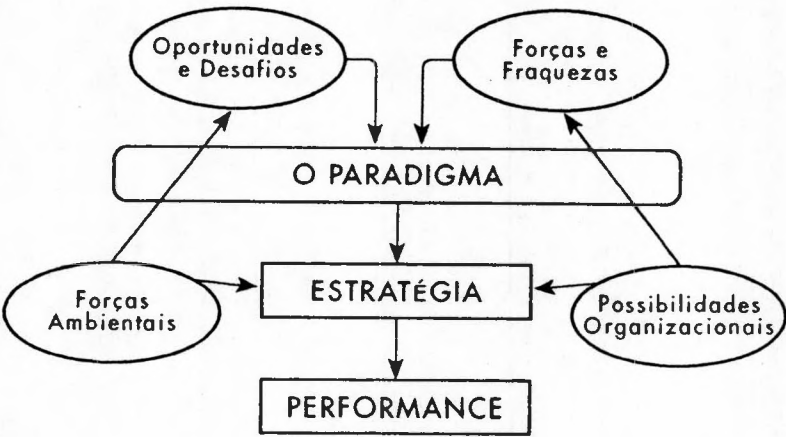 Oportunidades
e Desafios
Forças e
Fraquezas
O PARADIGMA
Forças
Ambientais
ESTRATÉGIA
Possibilidades
Organizacionais
PERFORMANCE